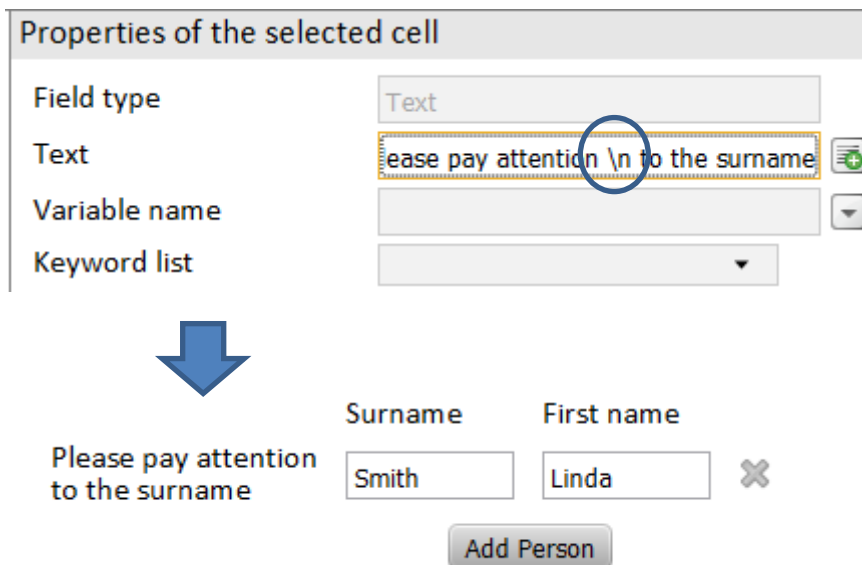 Properties of the selected cell
Field type Text
Text ease pay attention \n to the surname
Variable name
Keyword list
Surname First name
Please pay attention
to the surname
Smith Linda
Add Person